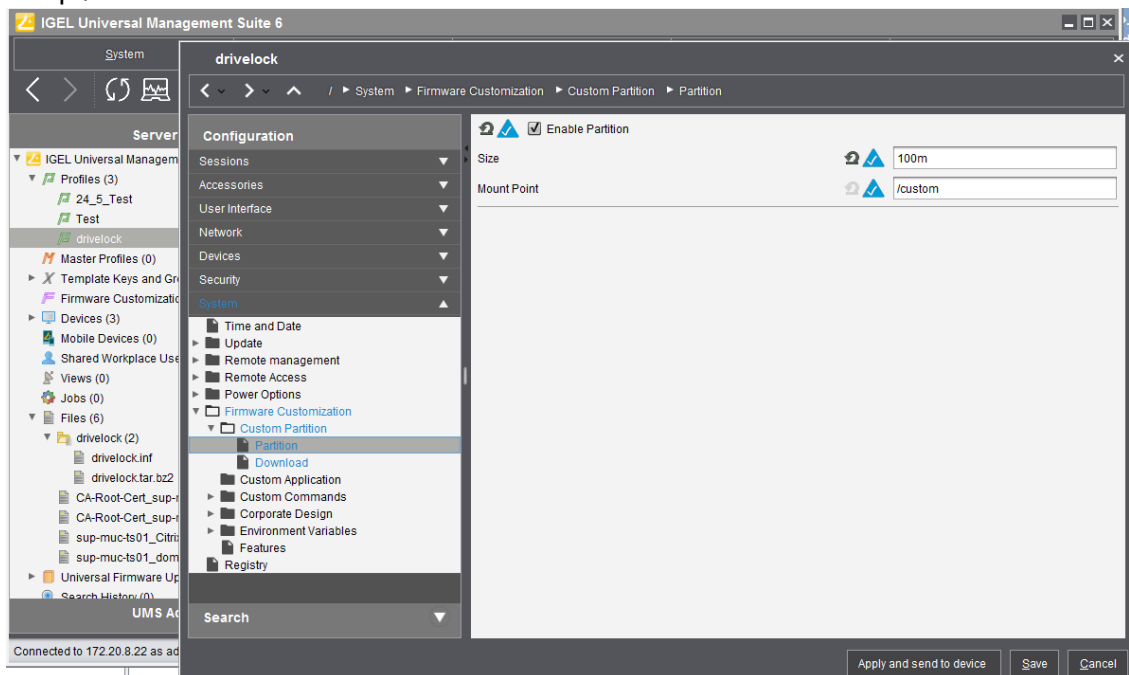 IGEL Universal Management Suite 6
System
drivelock
/ System Firmware Customization Custom Partition Partition
Server
IGEL Universal Managem
Profiles (3)
24_5_Test
Test
drivelock
Master Profiles (0)
Template Keys and Gr
Firmware Customizatio
Devices (3)
Mobile Devices (0)
Shared Workplace Use
Views (0)
Jobs (0)
Files (6)
drivelock (2)
drivelock.inf
drivelock.tar.bz2
CA-Root-Cert_sup-r
CA-Root-Cert_sup-r
sup-muc-ts01_Citri
sup-muc-ts01_dom
Universal Firmware Up
Search History (0)
UMS Ad
Connected to 172.20.8.22 as ad
Configuration
Sessions
Accessories
User Interface
Network
Devices
Security
System
Time and Date
Update
Remote management
Remote Access
Power Options
Firmware Customization
Custom Partition
Partition
Download
Custom Application
Custom Commands
Corporate Design
Environment Variables
Features
Registry
Search
Enable Partition
Size 100m
Mount Point /custom
Apply and send to device Save Cancel